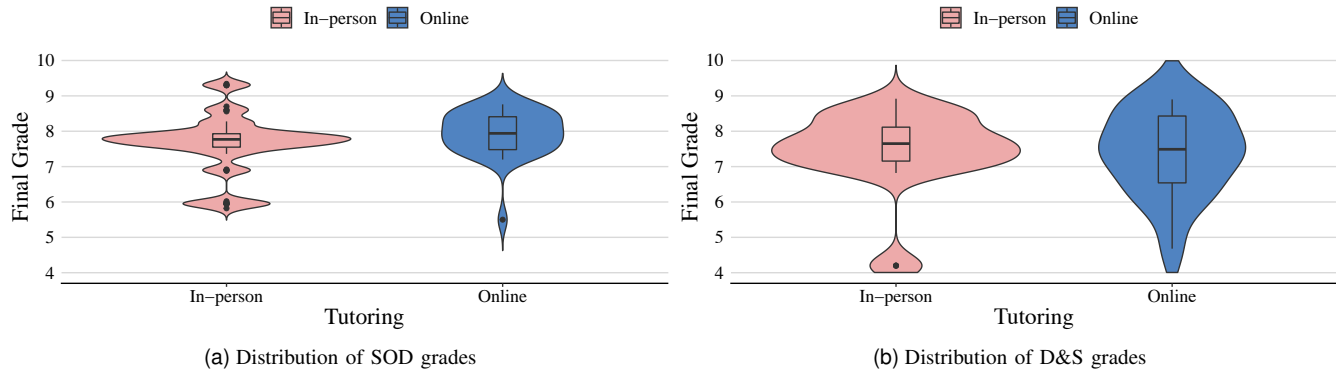 In−person Online
Final Grade
10
9
8
7
6
5
4
In−person Online
Tutoring
(a) Distribution of SOD grades
In−person Online
Final Grade
10
9
8
7
6
5
4
In−person Online
Tutoring
(b) Distribution of D&S grades